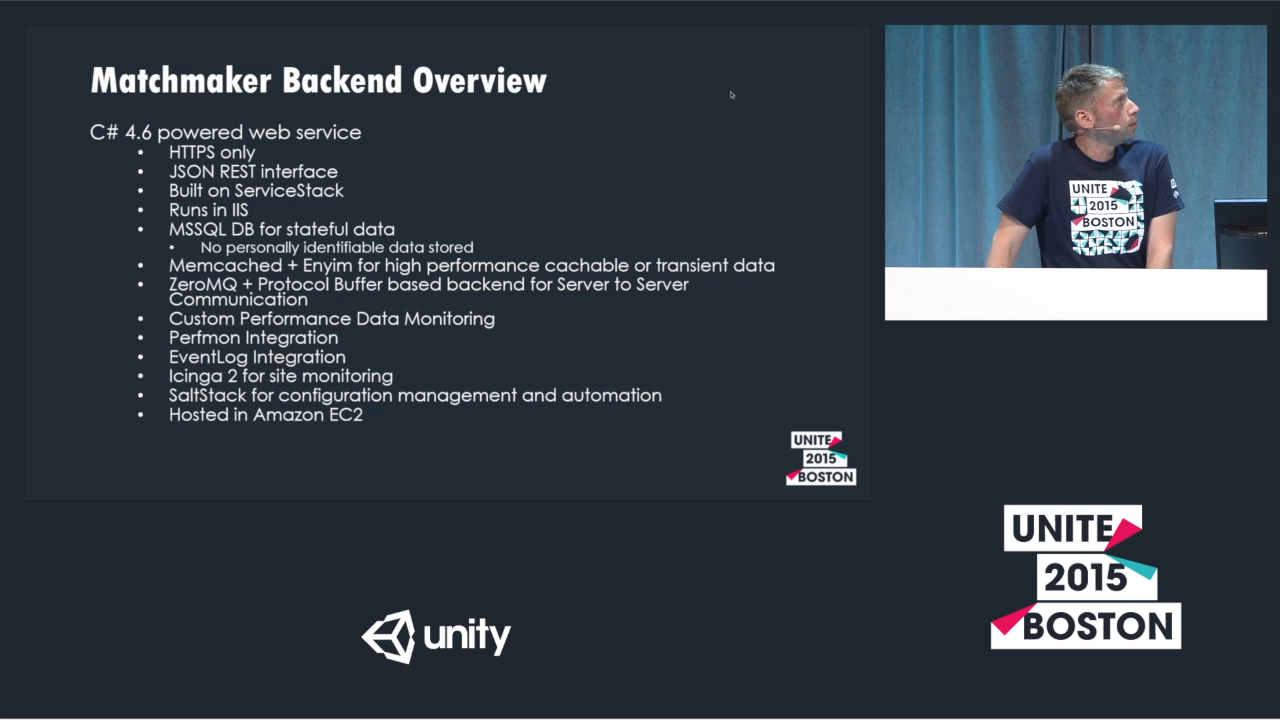 Matchmaker Backend Overview
C# 4.6 powered web service
• HTTPS only
• JSON REST interface
• Built on ServiceStack
• Runs in IIS
• MSSQL DB for stateful data
• No personally identifiable data stored
• Memcached + Enyim for high performance cachable or transient data
• ZeroMQ + Protocol Buffer based backend for Server to Server
Communication
• Custom Performance Data Monitoring
• Perfmon Integration
• EventLog Integration
• Icinga 2 for site monitoring
• SaltStack for configuration management and automation
• Hosted in Amazon EC2
UNITE
2015
BOSTON
UNITE
2015
BOSTON
unity
UNITE
2015
BOSTON